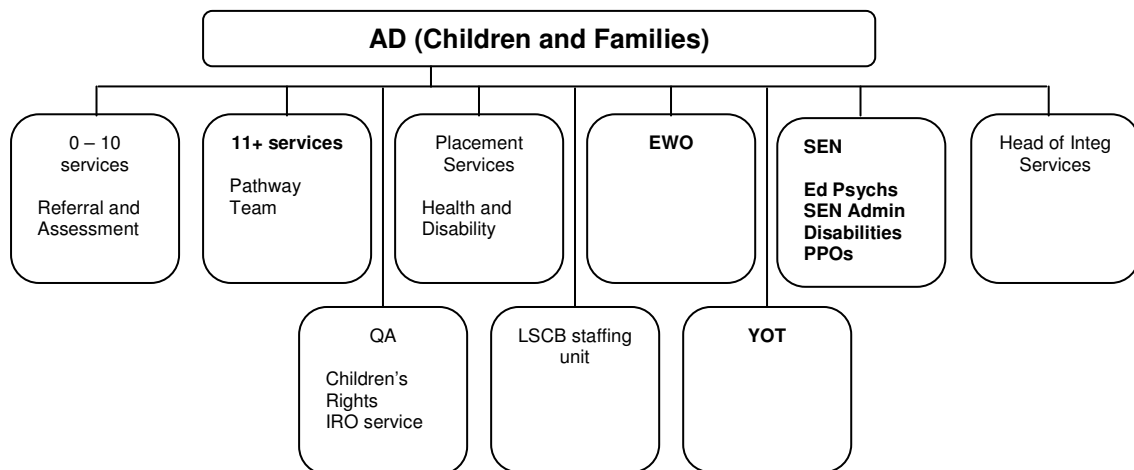 AD (Children and Families)
0 – 10
services
Referral and
Assessment
11+ services
Pathway
Team
Placement
Services
Health and
Disability
EWO
SEN
Ed Psychs
SEN Admin
Disabilities
PPOs
Head of Integ
Services
QA
Children's
Rights
IRO service
LSCB staffing
unit
YOT